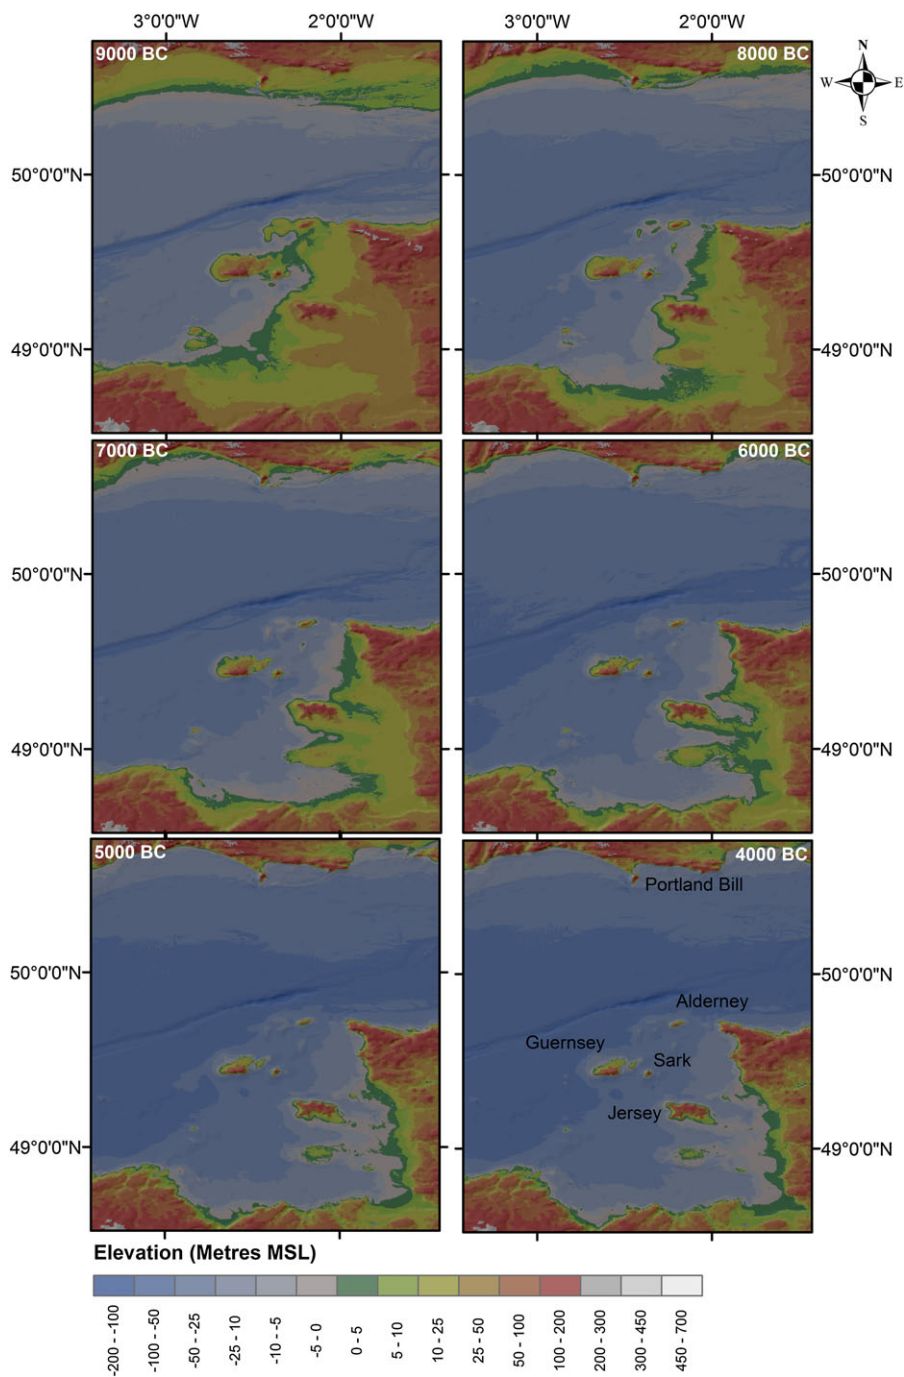 3°0'0"W 2°0'0"W 3°0'0"W 2°0'0"W
9000 BC 8000 BC
N
W E
S
50°0'0"N 50°0'0"N
49°0'0"N 49°0'0"N
7000 BC 6000 BC
50°0'0"N 50°0'0"N
49°0'0"N 49°0'0"N
5000 BC 4000 BC
Portland Bill
50°0'0"N 50°0'0"N
Alderney
Guernsey
Sark
Jersey
49°0'0"N 49°0'0"N
Elevation (Metres MSL)
-200 - -100
-100 - -50
-50 - -25
-25 - -10
-10 - -5
-5 - 0
0 - 5
5 - 10
10 - 25
25 - 50
50 - 100
100 - 200
200 - 300
300 - 450
450 - 700